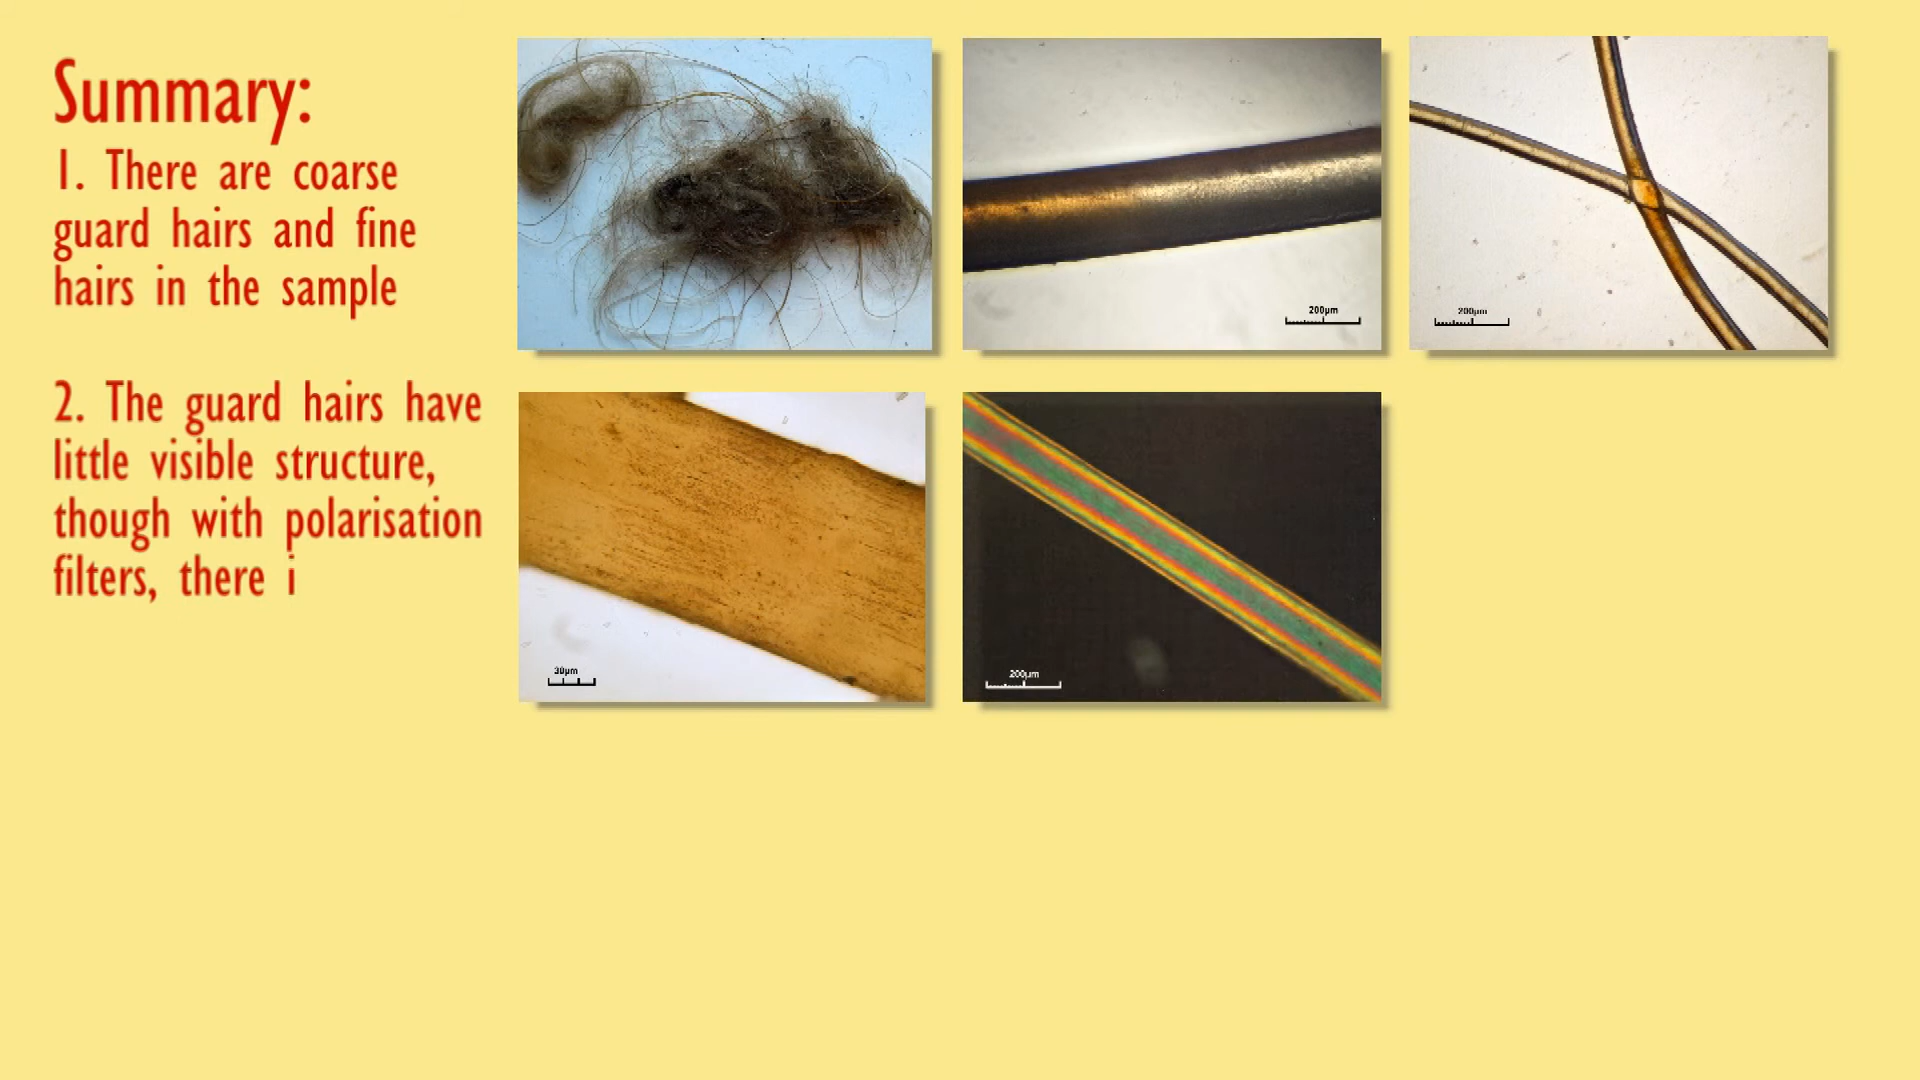 Summary:
1. There are coarse
guard hairs and fine
hairs in the sample
2. The guard hairs have
little visible structure,
though with polarisation
filters, there i
200µm
200µm
30µm
200µm